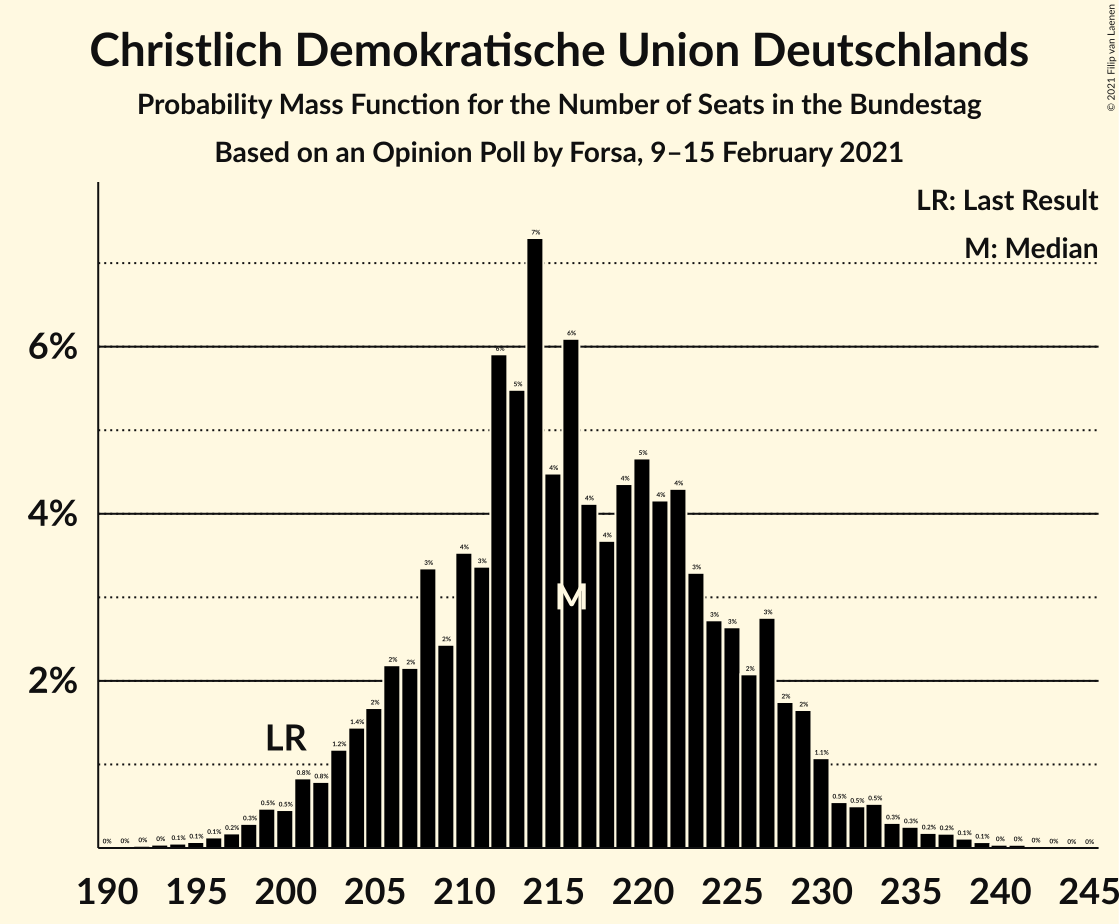 Christlich Demokratische Union Deutschlands
Probability Mass Function for the Number of Seats in the Bundestag
Based on an Opinion Poll by Forsa, 9–15 February 2021
© 2021 Filip van Laenen
LR: Last Result
M: Median
6%
4%
2%
0% 0% 0% 0% 0.1% 0.1% 0.1% 0.2% 0.3% 0.5% 0.5% 0.8% 0.8% 1.2% 1.4% 2% 2% 2% 3% 2% 4% 3% 6% 5% 7% 4% 6% 4% 4% 4% 5% 4% 4% 3% 3% 3% 2% 3% 2% 2% 1.1% 0.5% 0.5% 0.5% 0.3% 0.3% 0.2% 0.2% 0.1% 0.1% 0% 0% 0% 0% 0% 0%
LR
M
190 195 200 205 210 215 220 225 230 235 240 245